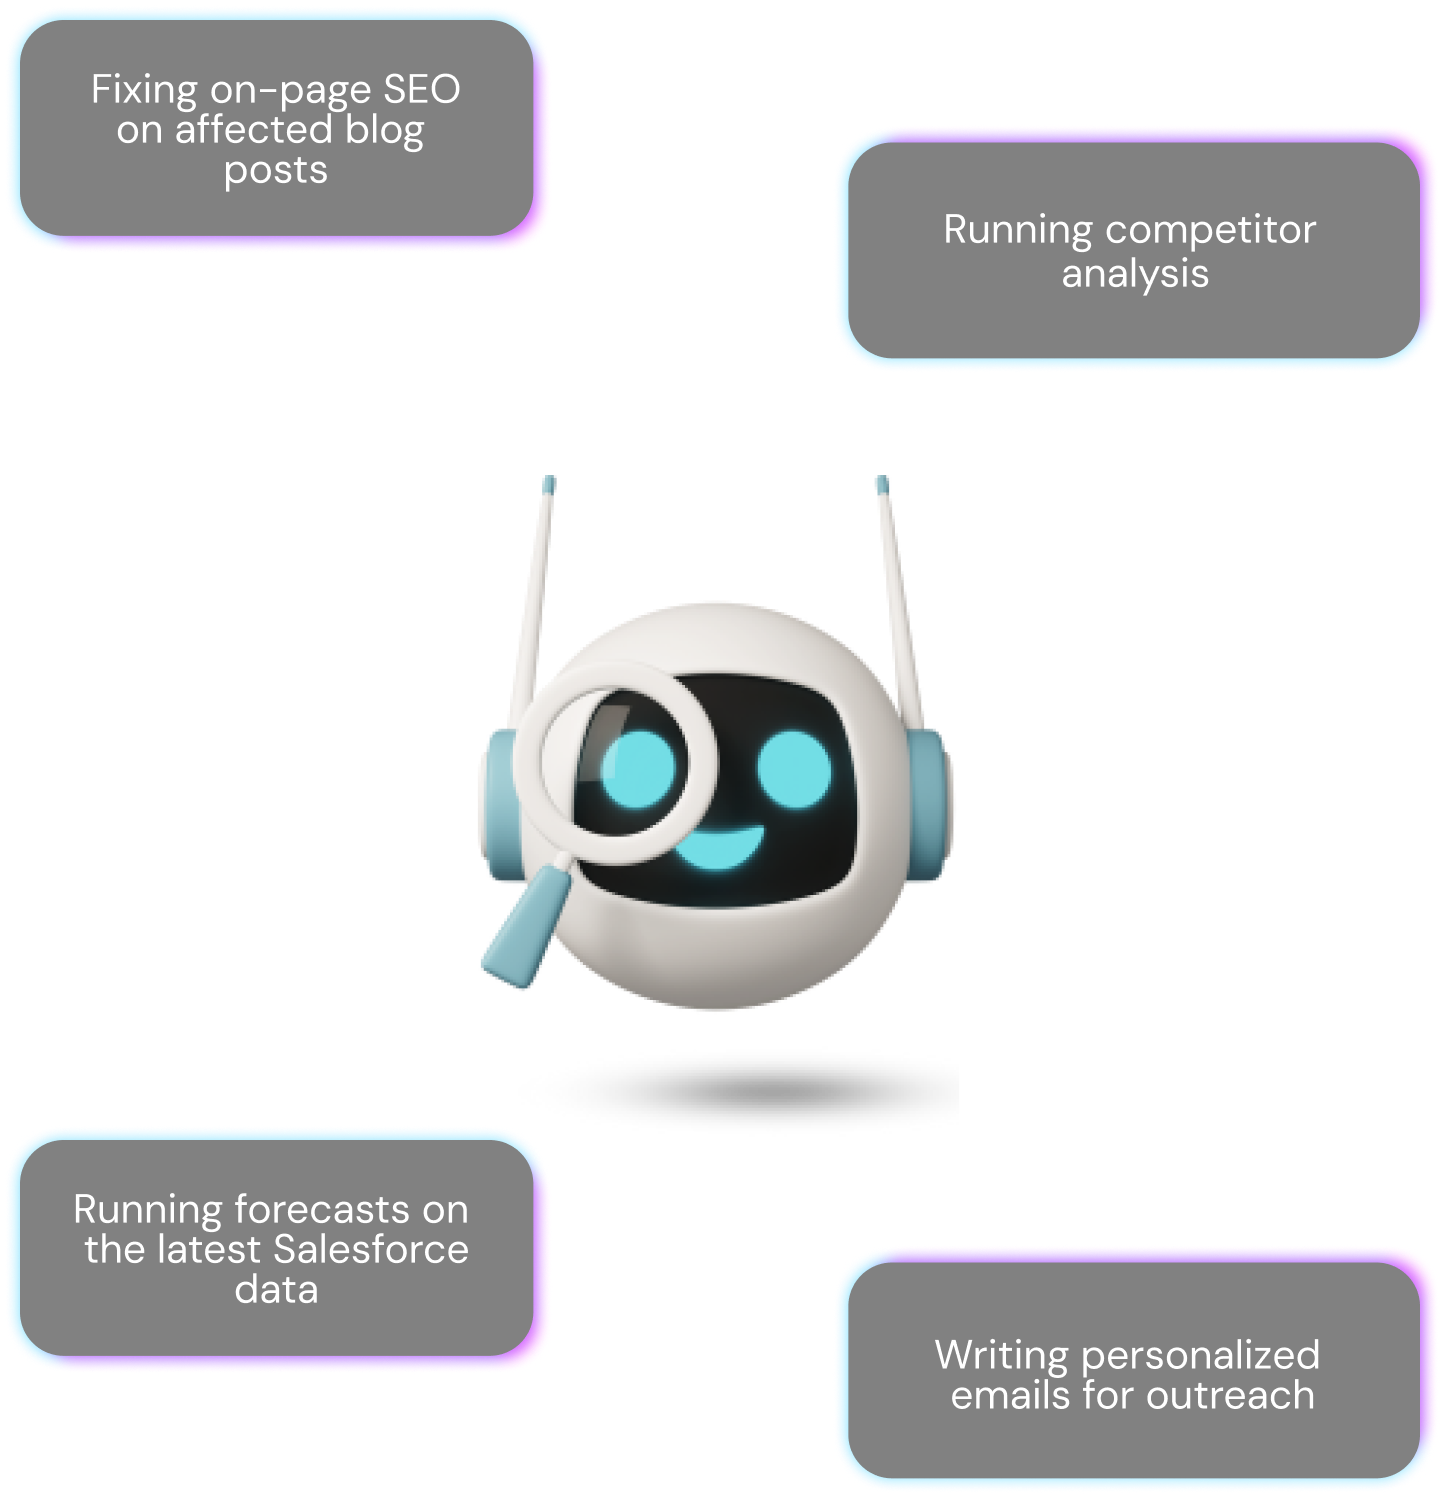 Fixing on-page SEO
on affected blog
posts
Running competitor
analysis
Running forecasts on
the latest Salesforce
data
Writing personalized
emails for outreach